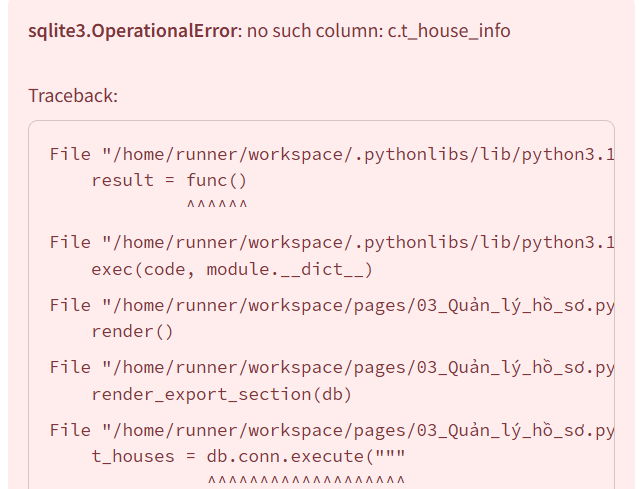 sqlite3.OperationalError: no such column: c.t_house_info
Traceback:
File "/home/runner/workspace/.pythonlibs/lib/python3.1
result = func()
^^^^^^
File "/home/runner/workspace/.pythonlibs/lib/python3.1
exec(code, module.__dict__)
File "/home/runner/workspace/pages/03_Quản_lý_hồ_sơ.py
render()
File "/home/runner/workspace/pages/03_Quản_lý_hồ_sơ.py
render_export_section(db)
File "/home/runner/workspace/pages/03_Quản_lý_hồ_sơ.py
t_houses = db.conn.execute("""
^^^^^^^^^^^^^^^^^^^